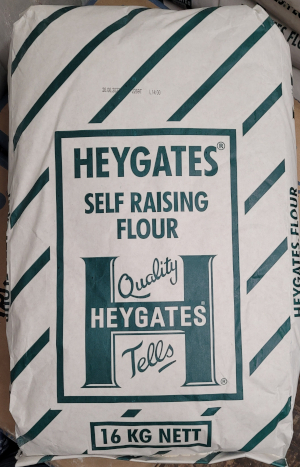 HEYGATES®
SELF RAISING
FLOUR
Quality
HEYGATES®
Tells
®
16 KG NETT
HEYGATES FLOUR